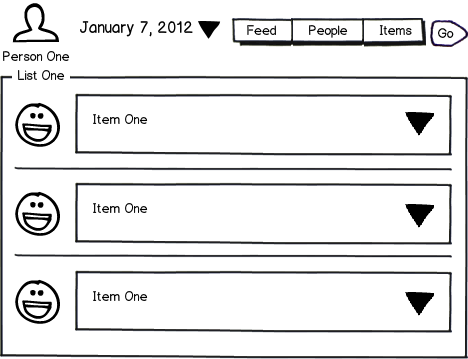 January 7, 2012
Feed People Items Go
Person One
List One
Item One
Item One
Item One